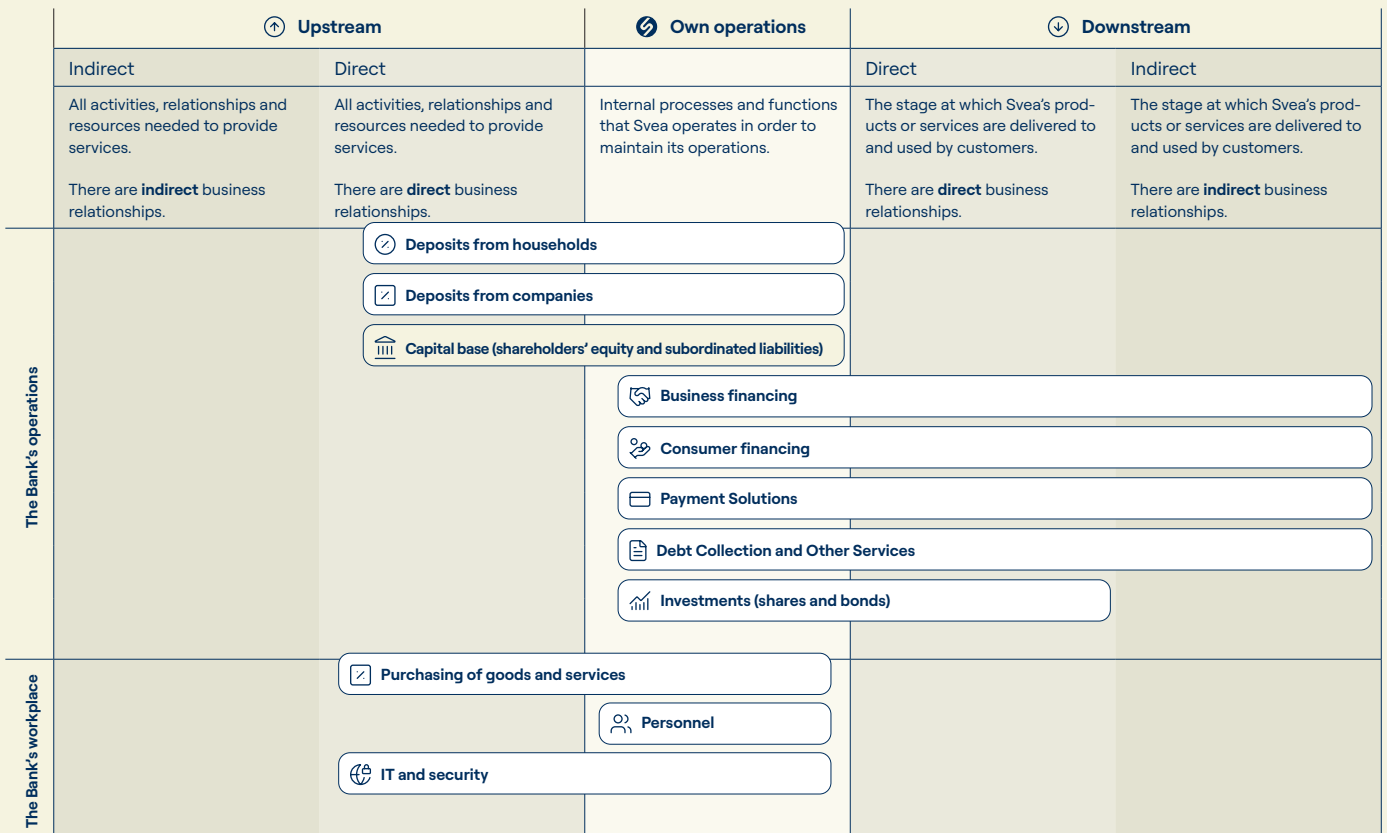 Upstream
Own operations
Downstream
Indirect
Direct
Direct
Indirect
All activities, relationships and
resources needed to provide
services.
There are indirect business
relationships.
All activities, relationships and
resources needed to provide
services.
There are direct business
relationships.
Internal processes and functions
that Svea operates in order to
maintain its operations.
The stage at which Svea’s prod-
ucts or services are delivered to
and used by customers.
There are direct business
relationships.
The stage at which Svea’s prod-
ucts or services are delivered to
and used by customers.
There are indirect business
relationships.
The Bank’s operations
Deposits from households
Deposits from companies
Capital base (shareholders’ equity and subordinated liabilities)
Business financing
Consumer financing
Payment Solutions
Debt Collection and Other Services
Investments (shares and bonds)
The Bank’s workplace
Purchasing of goods and services
Personnel
IT and security